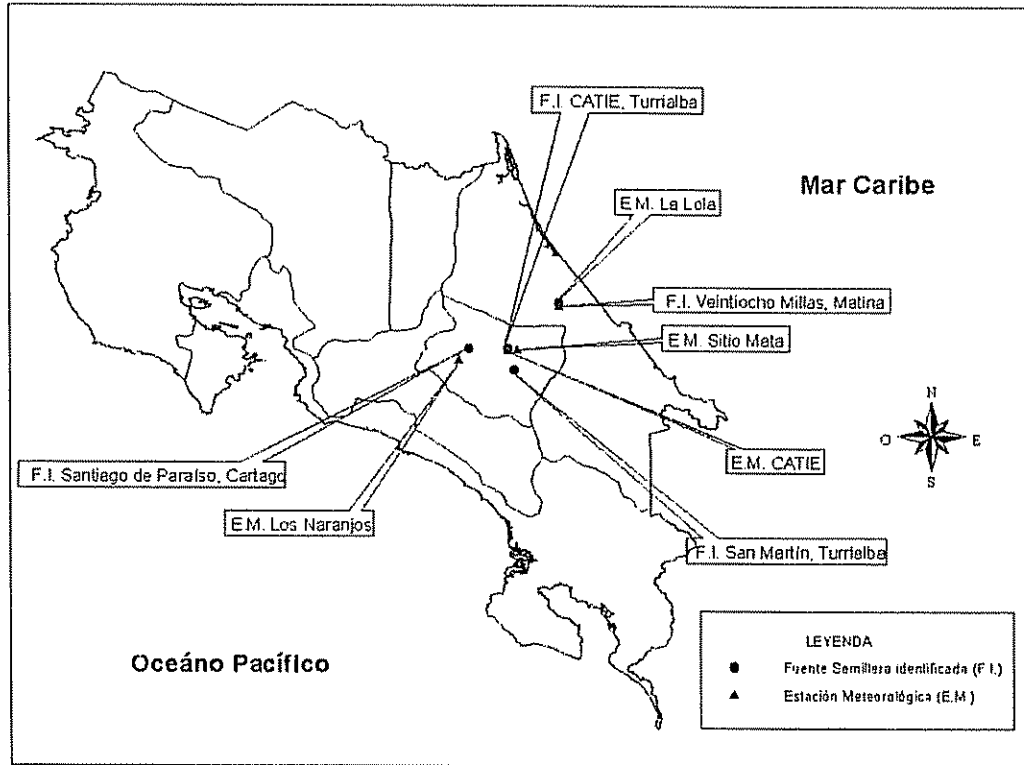 F.I. CATIE, Turrialba
Mar Caribe
E.M. La Lola
F.I. Veintiocho Millas, Matina
E.M. Sitio Mata
N
O
E
S
E.M. CATIE
F.I. Santiago de Paraíso, Cartago
E.M. Los Naranjos
F.I. San Martín, Turrialba
Oceáno Pacífico
LEYENDA
Fuente Semillera identificada (F.I.)
Estación Meteorológica (E.M.)